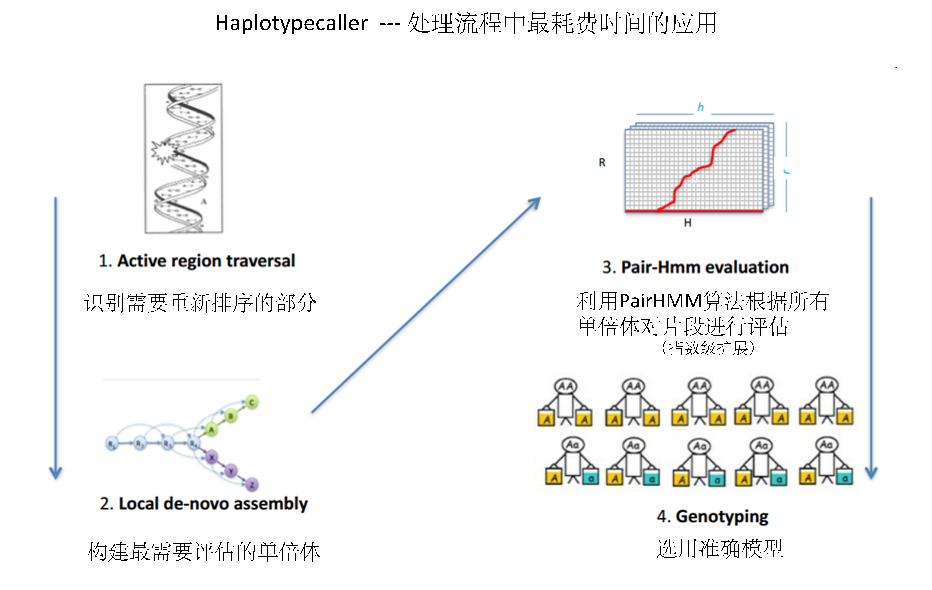 Haplotypecaller --- 处理流程中最耗费时间的应用
A
1. Active region traversal
识别需要重新排序的部分
R₂ R₃
A B C
X Y Z
2. Local de-novo assembly
构建最需要评估的单倍体
h
R
r
H
3. Pair-Hmm evaluation
利用PairHMM算法根据所有
单倍体对片段进行评估
(指数级扩展)
AA AA AA AA AA
A A A A A A A A A A
Aa Aa Aa Aa Aa
A a A a A a A a A a
4. Genotyping
选用准确模型